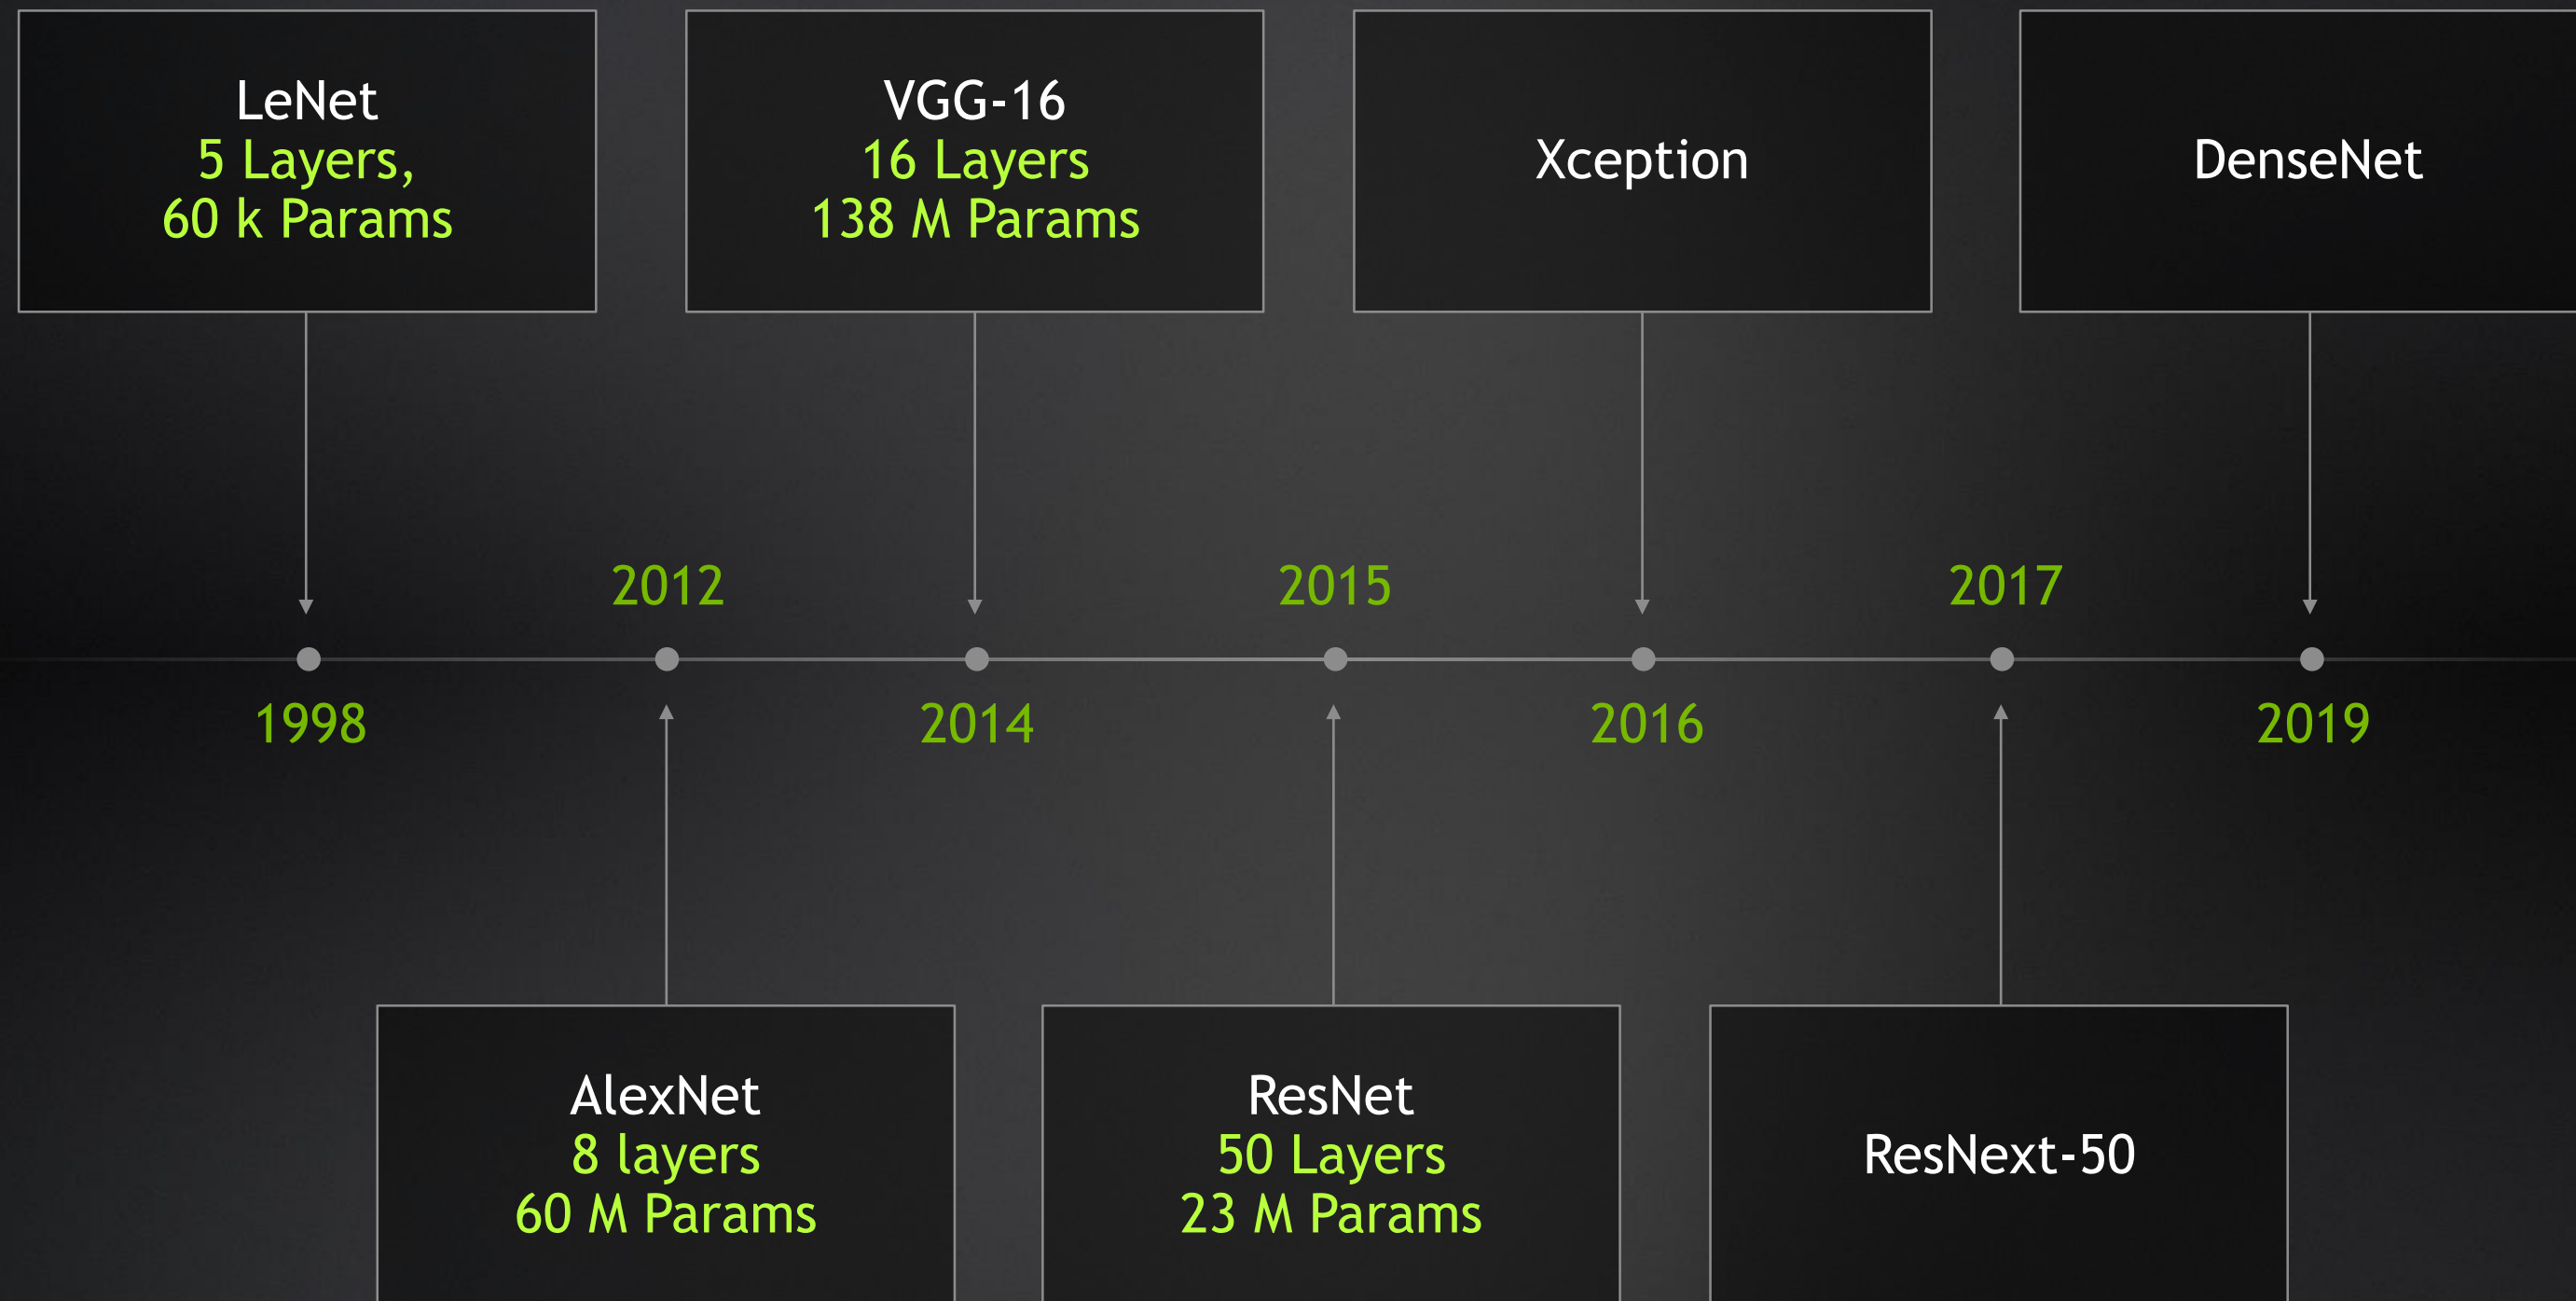 LeNet
5 Layers,
60 k Params
VGG-16
16 Layers
138 M Params
Xception
DenseNet
2012
2015
2017
1998
2014
2016
2019
AlexNet
8 layers
60 M Params
ResNet
50 Layers
23 M Params
ResNext-50